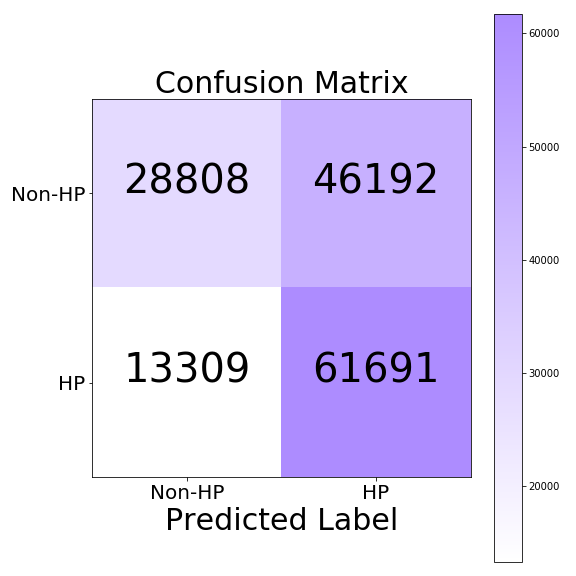 Confusion Matrix
Non-HP 28808 46192
HP 13309 61691
Non-HP HP
Predicted Label
60000
50000
40000
30000
20000